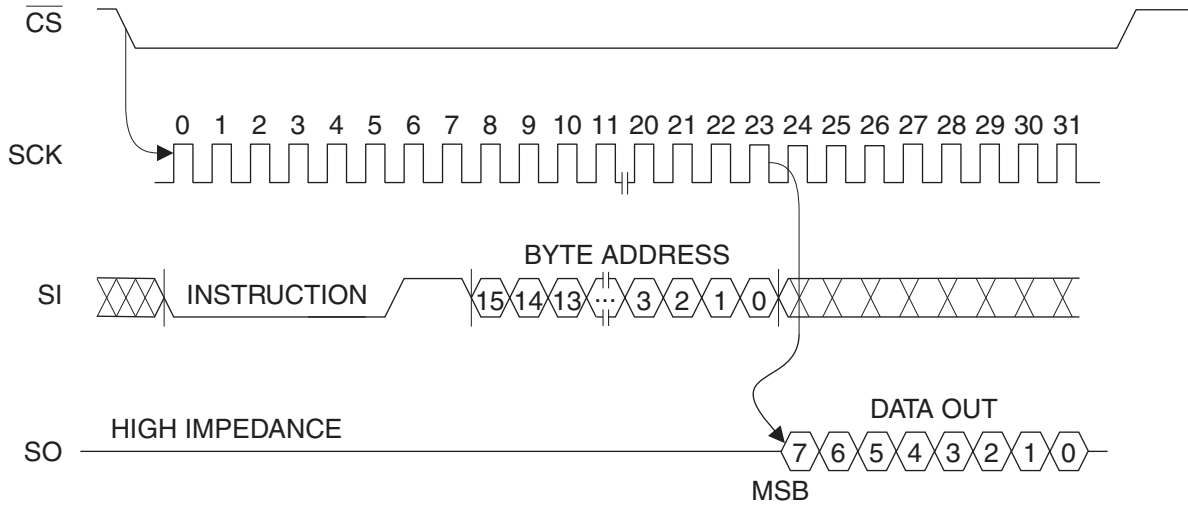 CS
0 1 2 3 4 5 6 7 8 9 10 11 20 21 22 23 24 25 26 27 28 29 30 31
SCK
BYTE ADDRESS
SI INSTRUCTION 15 14 13 ... 3 2 1 0
DATA OUT
HIGH IMPEDANCE
SO 7 6 5 4 3 2 1 0
MSB